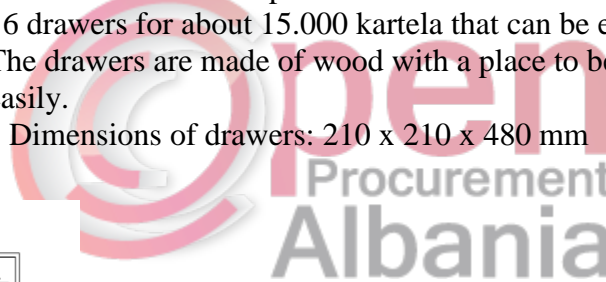 6 drawers for about 15.000 kartela that can be
The drawers are made of wood with a place to
asily.
Dimensions of drawers: 210 x 210 x 480 mm
Open
Procurement
Albania